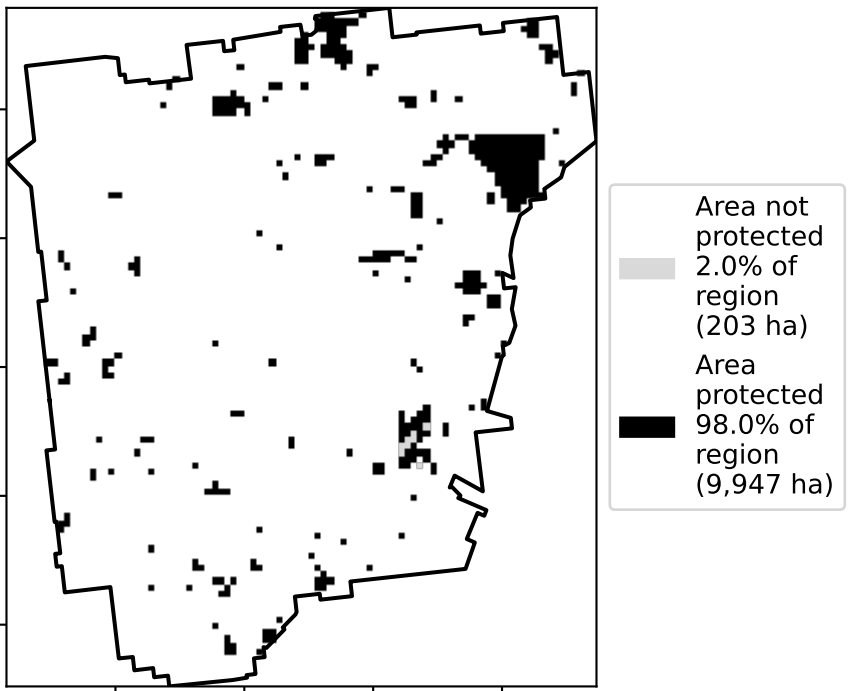 Area not
protected
2.0% of
region
(203 ha)
Area
protected
98.0% of
region
(9,947 ha)